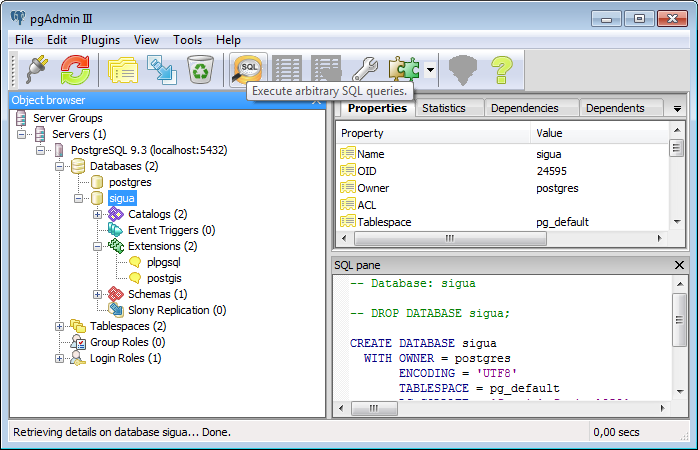 pgAdmin III
File Edit Plugins View Tools Help
Execute arbitrary SQL queries.
Object browser
Server Groups
Servers (1)
PostgreSQL 9.3 (localhost:5432)
Databases (2)
postgres
sigua
Catalogs (2)
Event Triggers (0)
Extensions (2)
plpgsql
postgis
Schemas (1)
Slony Replication (0)
Tablespaces (2)
Group Roles (0)
Login Roles (1)
Properties Statistics Dependencies Dependents
Property Value
Name sigua
OID 24595
Owner postgres
ACL
Tablespace pg_default
SQL pane
-- Database: sigua
-- DROP DATABASE sigua;
CREATE DATABASE sigua
WITH OWNER = postgres
ENCODING = 'UTF8'
TABLESPACE = pg_default
Retrieving details on database sigua... Done.
0,00 secs